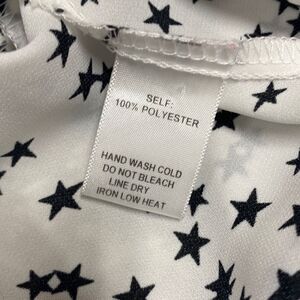 SELF:
100% POLYESTER
HAND WASH COLD
DO NOT BLEACH
LINE DRY
IRON LOW HEAT